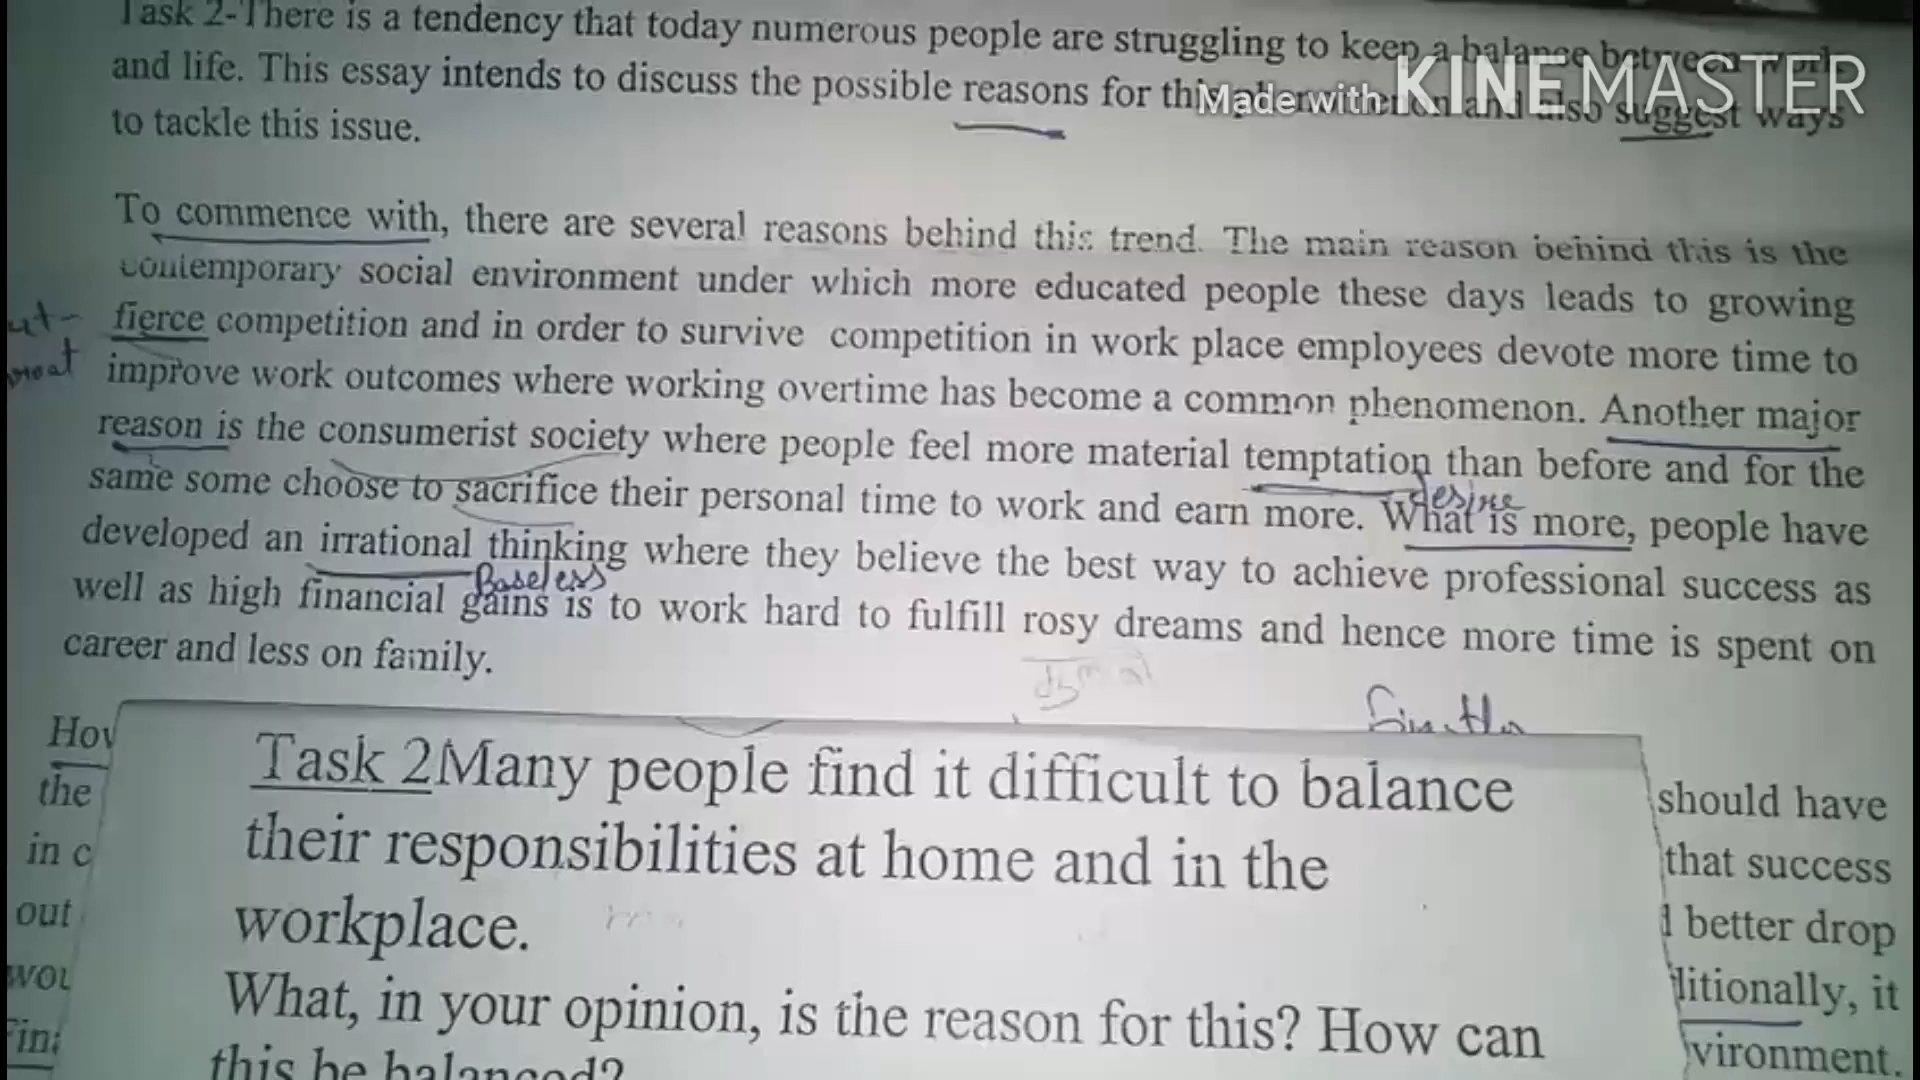 Task 2-There is a tendency that today numerous people are struggling to keep a balance between work
and life. This essay intends to discuss the possible reasons for this phenomenon and also suggest ways
Made with KINEMASTER
to tackle this issue.
To commence with, there are several reasons behind this trend. The main reason behind this is the
contemporary social environment under which more educated people these days leads to growing
fierce competition and in order to survive competition in work place employees devote more time to
improve work outcomes where working overtime has become a common phenomenon. Another major
reason is the consumerist society where people feel more material temptation than before and for the
desire
same some choose to sacrifice their personal time to work and earn more. What is more, people have
developed an irrational thinking where they believe the best way to achieve professional success as
Baseless
well as high financial gains is to work hard to fulfill rosy dreams and hence more time is spent on
career and less on family.
Task 2Many people find it difficult to balance
their responsibilities at home and in the
workplace.
What, in your opinion, is the reason for this? How can
this be balanced?
the
in c
out
should have
that success
better drop
litionally, it
vironment.